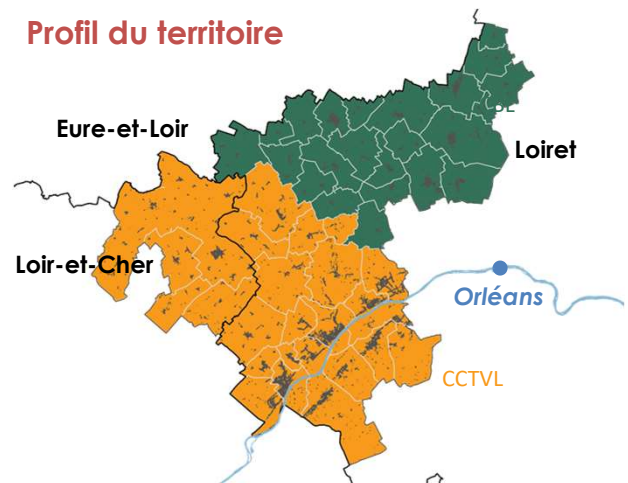 Profil du territoire
Eure-et-Loir
Loiret
Loir-et-Cher
Orléans
CCTVL